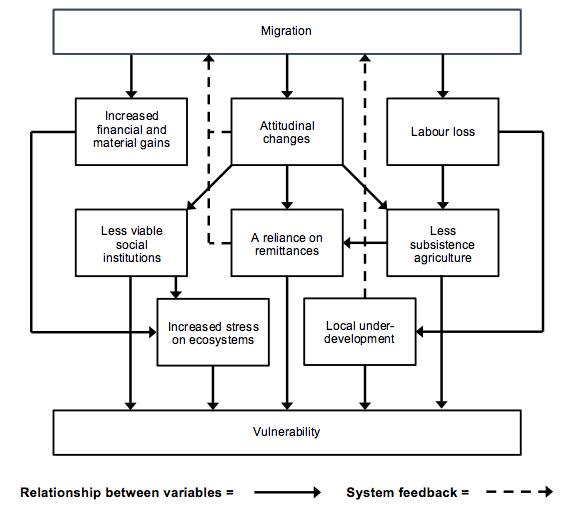 Migration
Increased
financial and
material gains
Attitudinal
changes
Labour loss
Less viable
social
institutions
A reliance on
remittances
Less
subsistence
agriculture
Increased stress
on ecosystems
Local under-
development
Vulnerability
Relationship between variables =
System feedback =